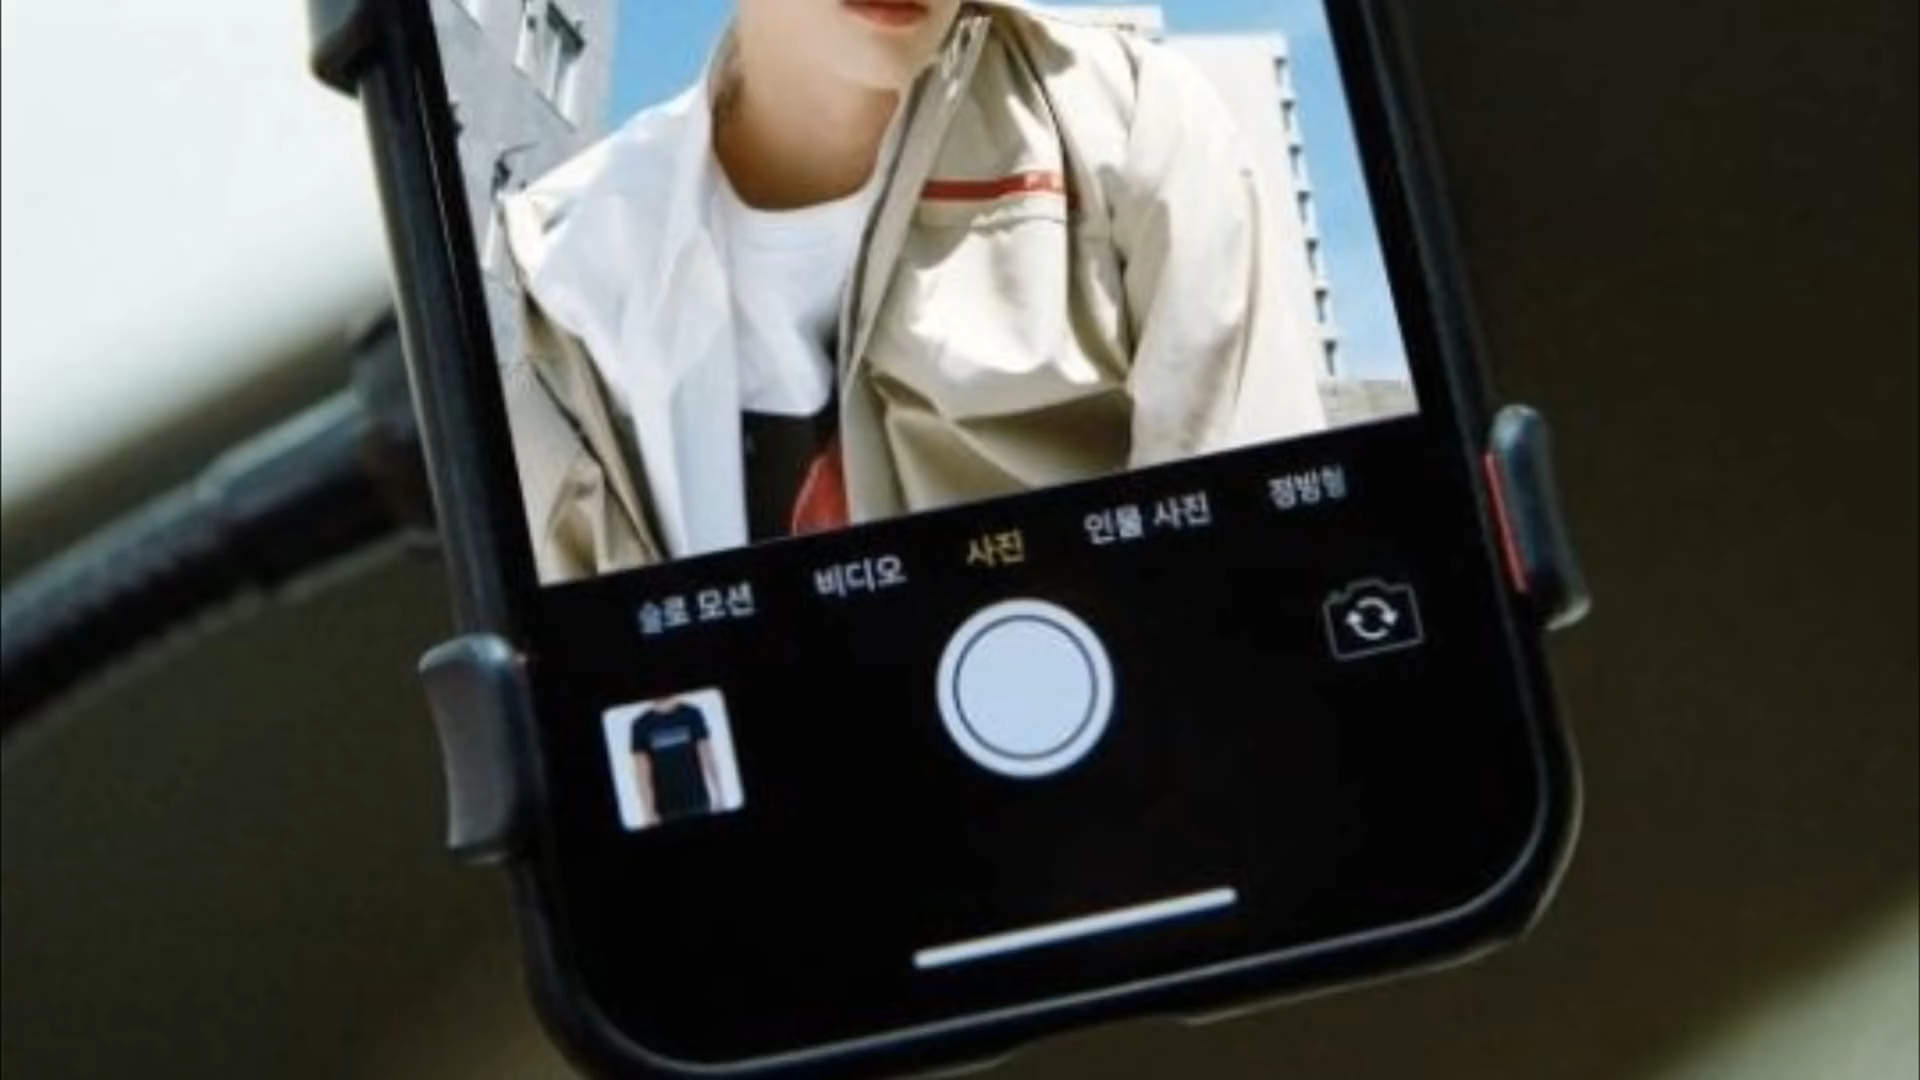 슬로 모션 비디오 사진 인물 사진 정방형